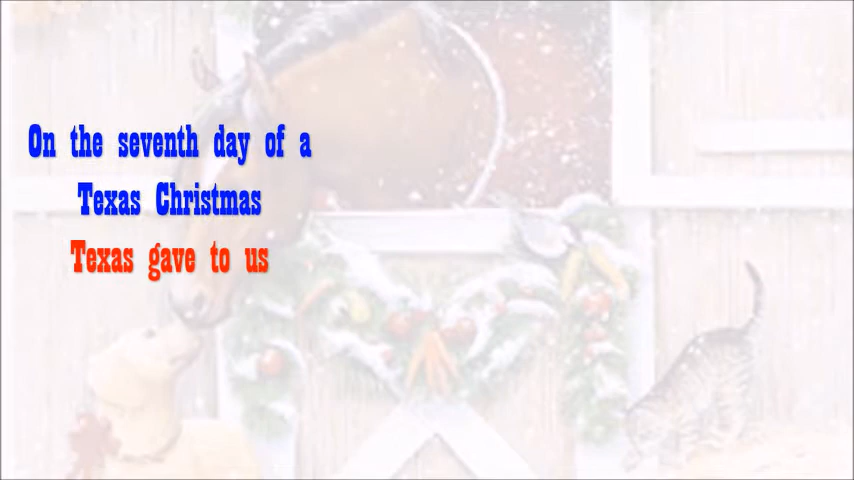 On the seventh day of a
Texas Christmas
Texas gave to us